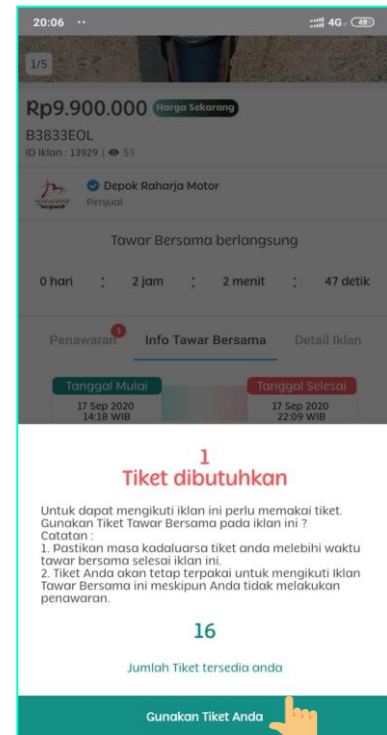 20:06 ··
4G 49
1/5
Rp9.900.000 Harga Sekarang
B3833EOL
ID Iklan : 13929 | 53
Depok Raharja Motor
Penjual
Tawar Bersama berlangsung
0 hari : 2 jam : 2 menit : 47 detik
Penawaran 1 Info Tawar Bersama Detail Iklan
Tanggal Mulai Tanggal Selesai
17 Sep 2020 17 Sep 2020
14:18 WIB 22:09 WIB
1
Tiket dibutuhkan
Untuk dapat mengikuti iklan ini perlu memakai tiket.
Gunakan Tiket Tawar Bersama pada iklan ini ?
Catatan :
1. Pastikan masa kadaluarsa tiket anda melebihi waktu
tawar bersama selesai iklan ini.
2. Tiket Anda akan tetap terpakai untuk mengikuti Iklan
Tawar Bersama ini meskipun Anda tidak melakukan
penawaran.
16
Jumlah Tiket tersedia anda
Gunakan Tiket Anda